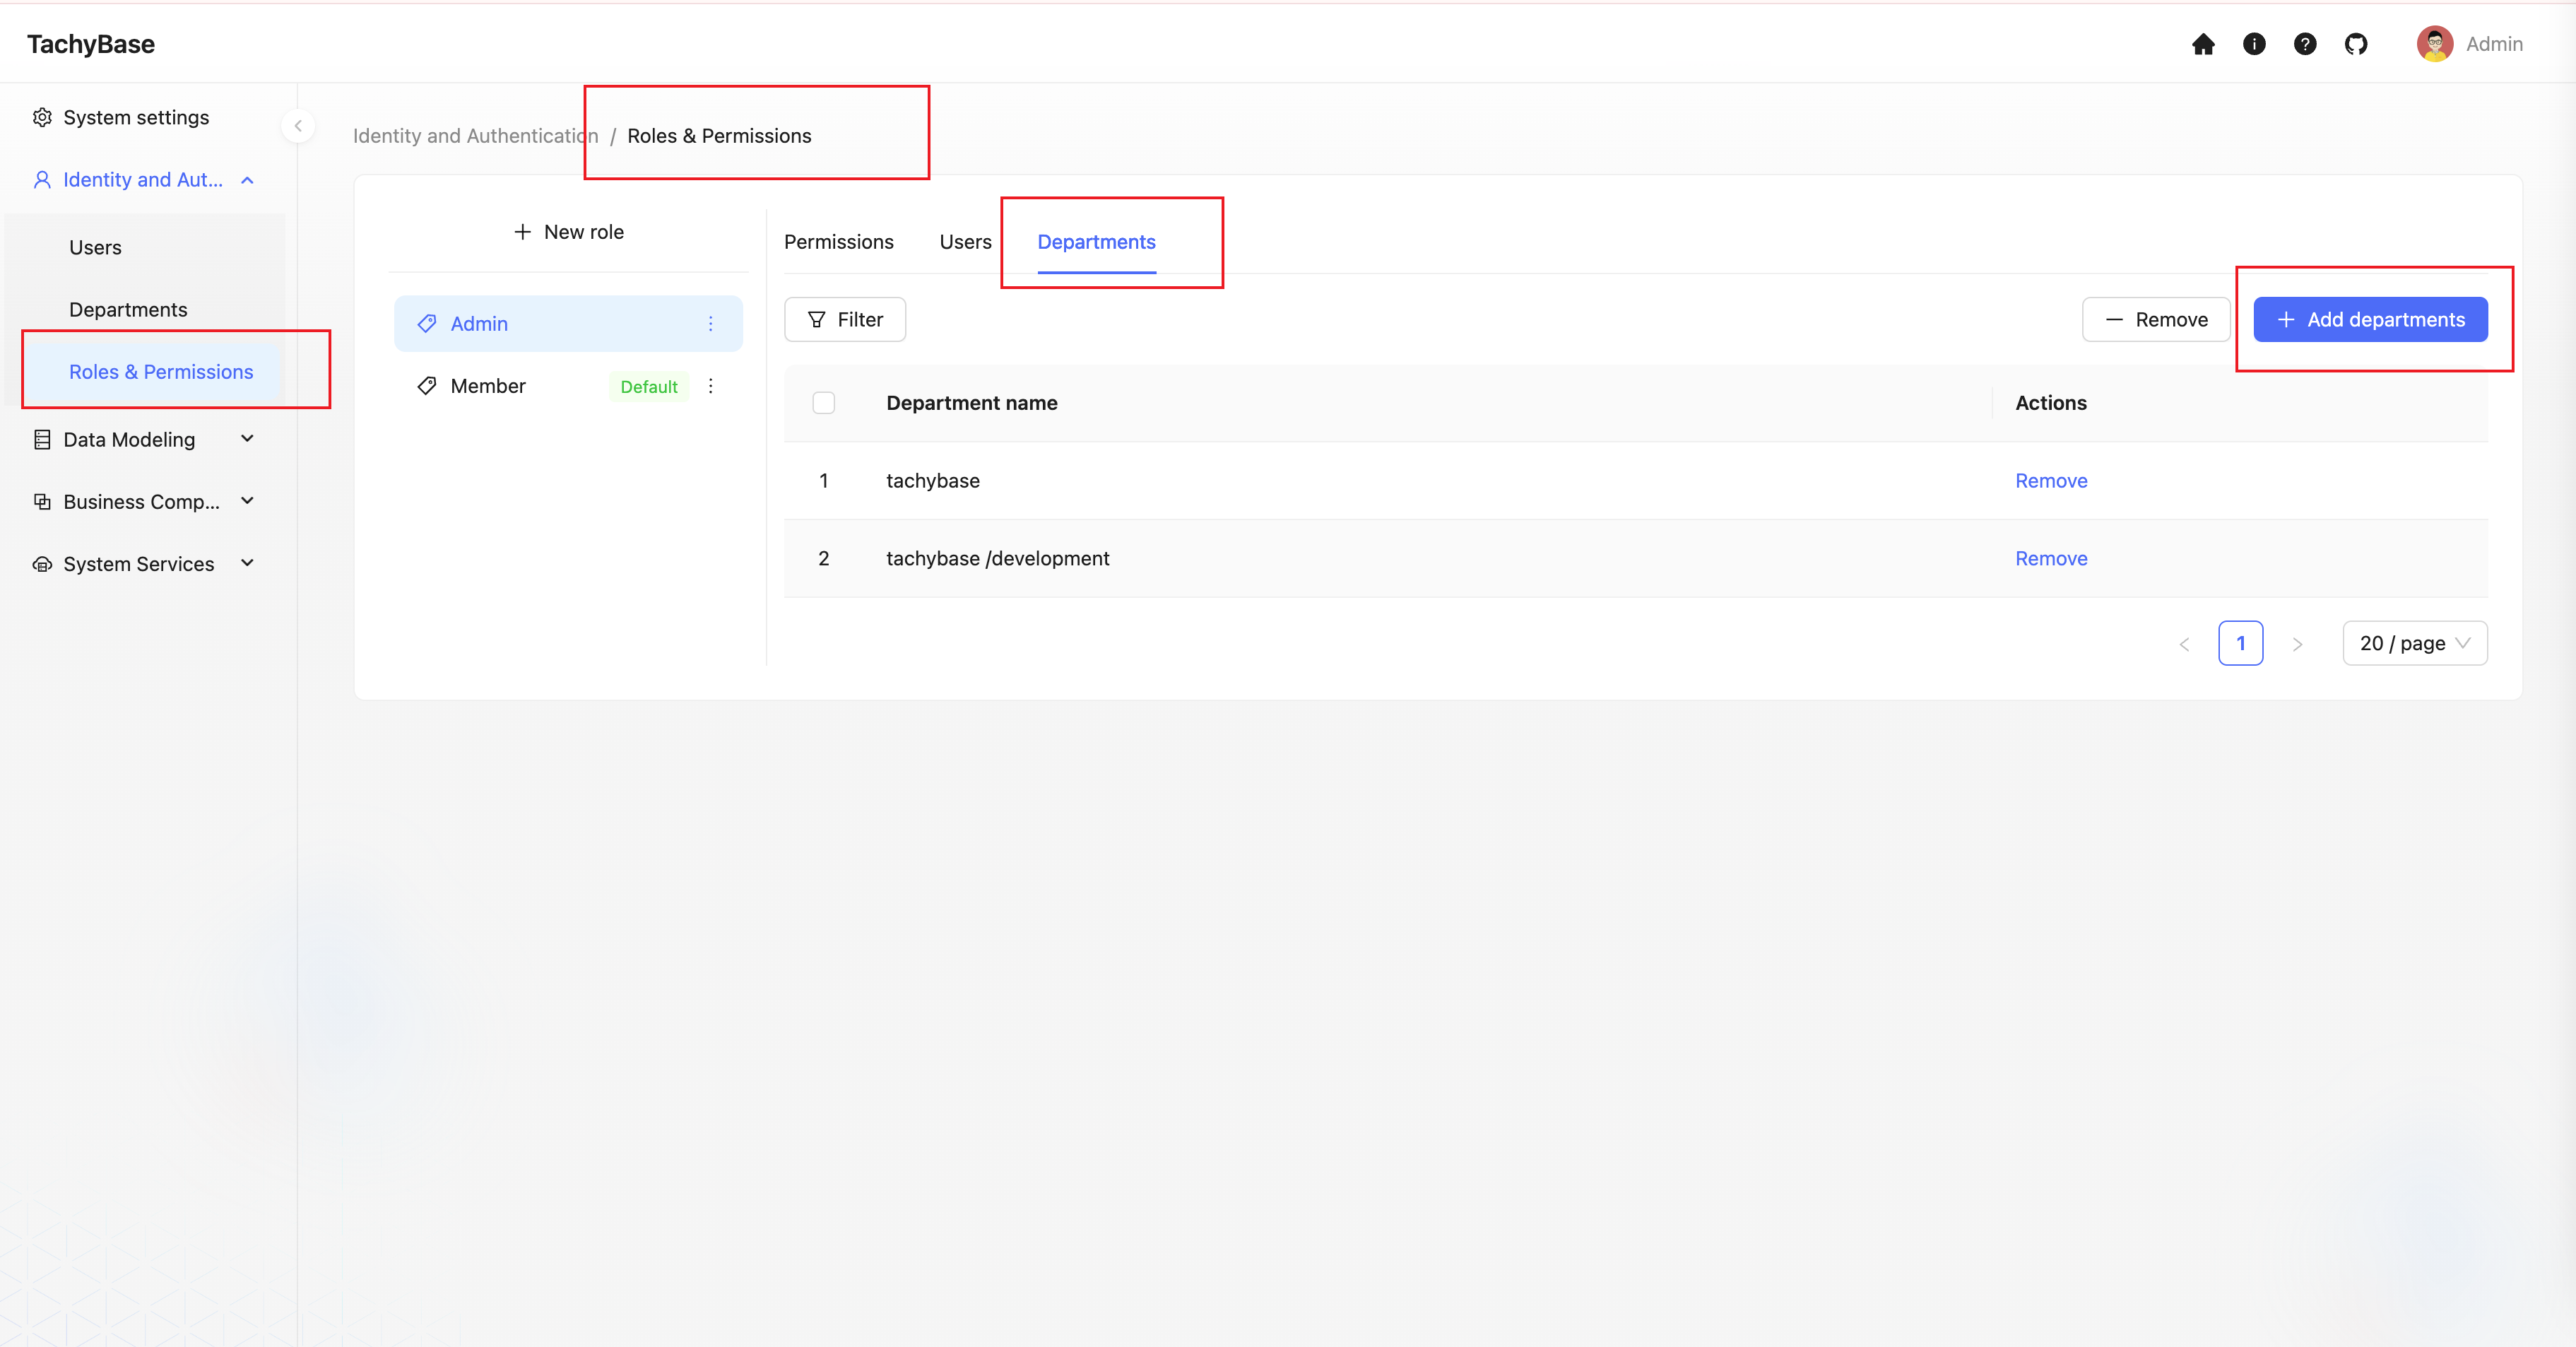 TachyBase
Admin
System settings
Identity and Aut...
Users
Departments
Roles & Permissions
Data Modeling
Business Comp...
System Services
Identity and Authentication / Roles & Permissions
+ New role
Admin
Member Default
Permissions Users Departments
Filter
— Remove
+ Add departments
Department name Actions
1 tachybase Remove
2 tachybase /development Remove
< 1 > 20 / page